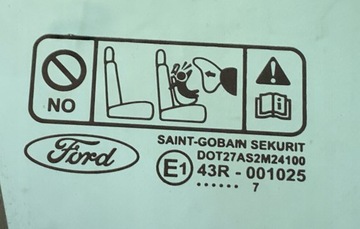 NO
Ford
SAINT-GOBAIN SEKURIT
DOT27AS2M24100
E1 43R - 001025
...... 7